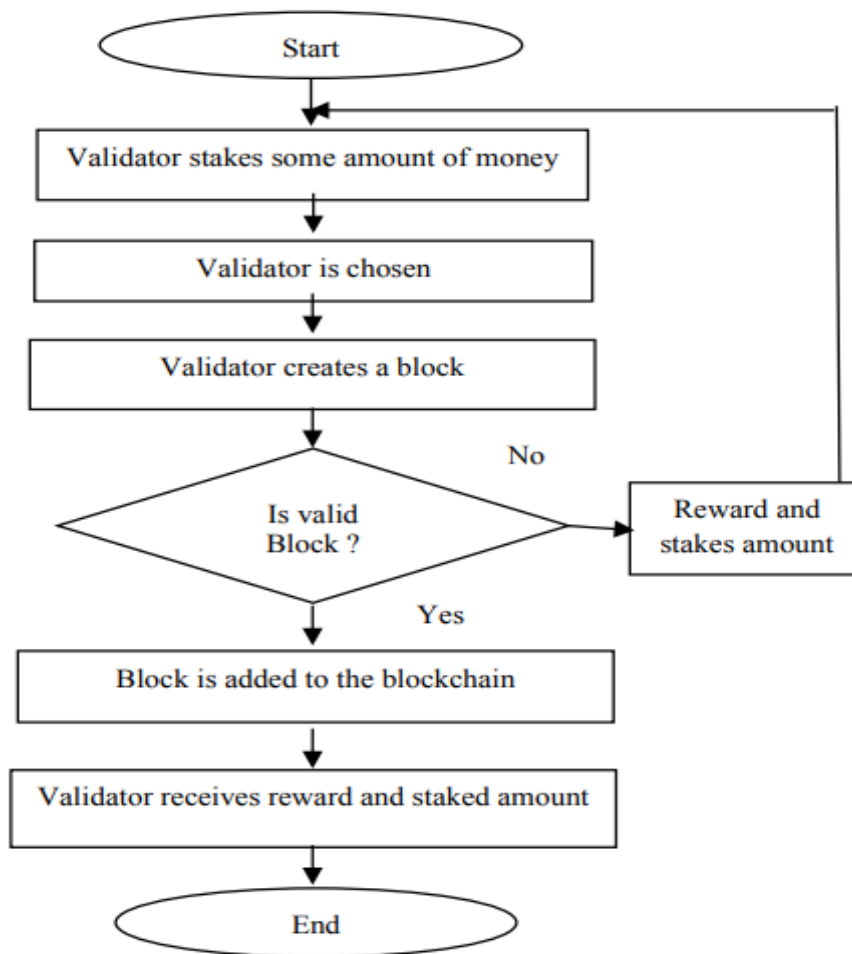 Start
Validator stakes some amount of money
Validator is chosen
Validator creates a block
No
Is valid
Block ?
Reward and
stakes amount
Yes
Block is added to the blockchain
Validator receives reward and staked amount
End